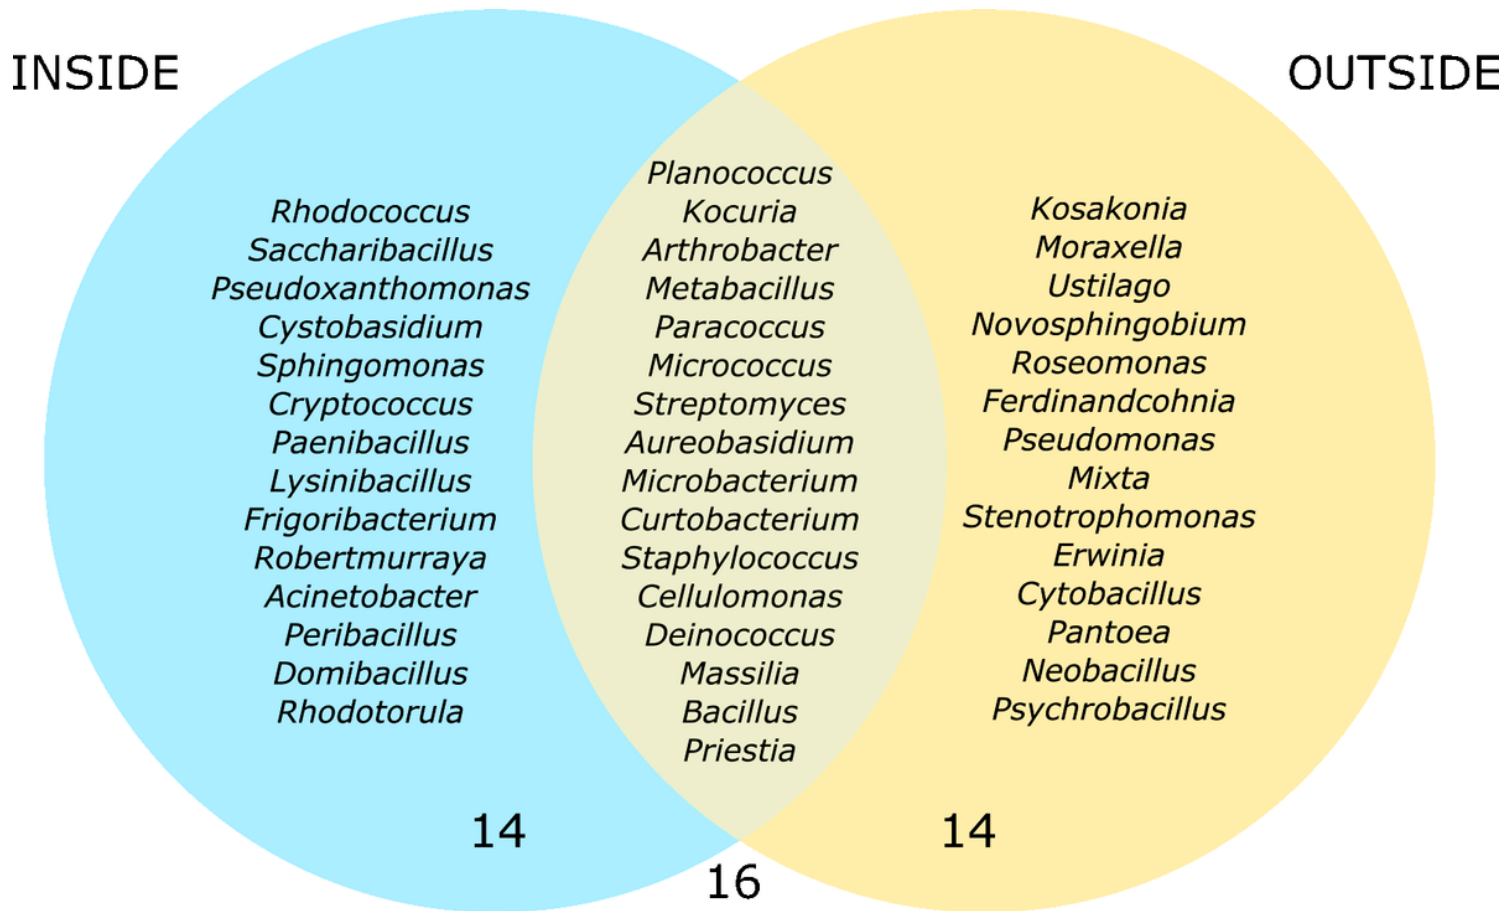 INSIDE
OUTSIDE
Rhodococcus
Saccharibacillus
Pseudoxanthomonas
Cystobasidium
Sphingomonas
Cryptococcus
Paenibacillus
Lysinibacillus
Frigoribacterium
Robertmurraya
Acinetobacter
Peribacillus
Domibacillus
Rhodotorula
14
Planococcus
Kocuria
Arthrobacter
Metabacillus
Paracoccus
Micrococcus
Streptomyces
Aureobasidium
Microbacterium
Curtobacterium
Staphylococcus
Cellulomonas
Deinococcus
Massilia
Bacillus
Priestia
16
Kosakonia
Moraxella
Ustilago
Novosphingobium
Roseomonas
Ferdinandcohnia
Pseudomonas
Mixta
Stenotrophomonas
Erwinia
Cytobacillus
Pantoea
Neobacillus
Psychrobacillus
14